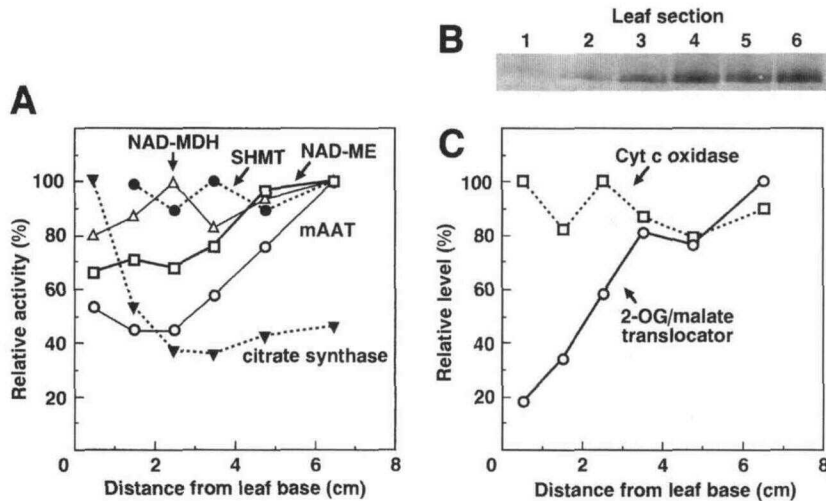 B
Leaf section
1 2 3 4 5 6
A
NAD-MDH
SHMT
NAD-ME
mAAT
citrate synthase
Relative activity (%)
100
80
60
40
20
0 2 4 6 8
Distance from leaf base (cm)
C
Cyt c oxidase
2-OG/malate
translocator
Relative level (%)
100
80
60
40
20
0 2 4 6 8
Distance from leaf base (cm)